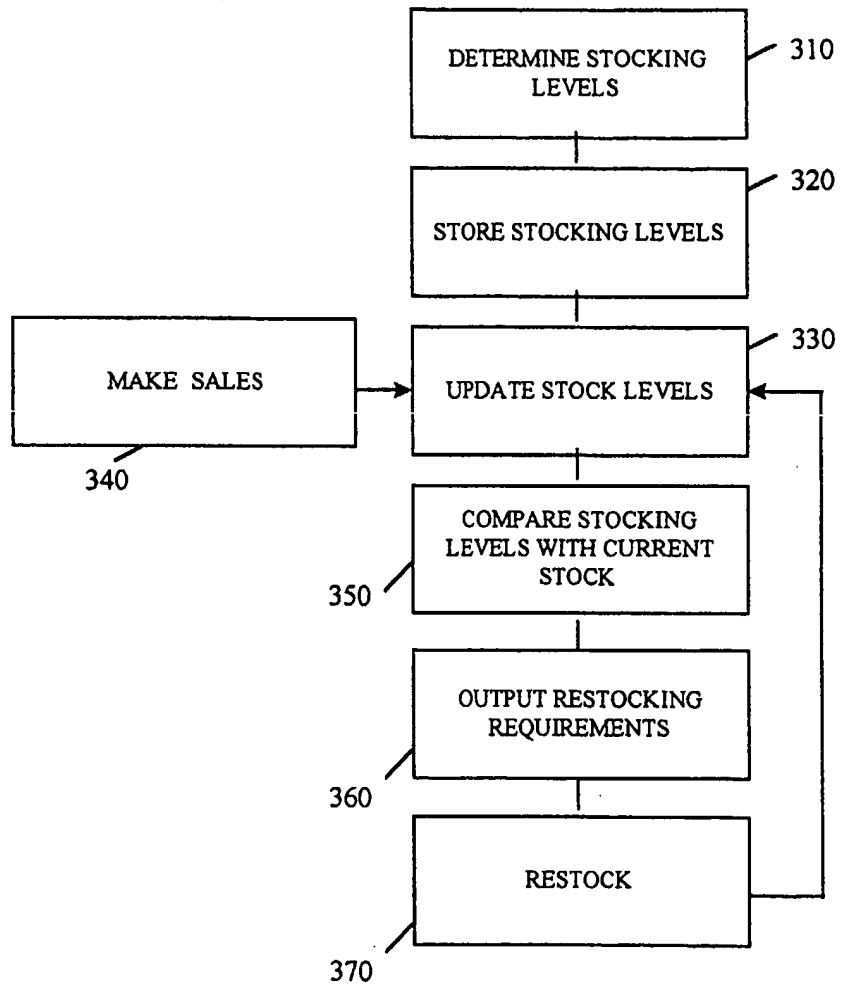 DETERMINE STOCKING
LEVELS
310
STORE STOCKING LEVELS
320
MAKE SALES
340
UPDATE STOCK LEVELS
330
COMPARE STOCKING
LEVELS WITH CURRENT
STOCK
350
OUTPUT RESTOCKING
REQUIREMENTS
360
RESTOCK
370